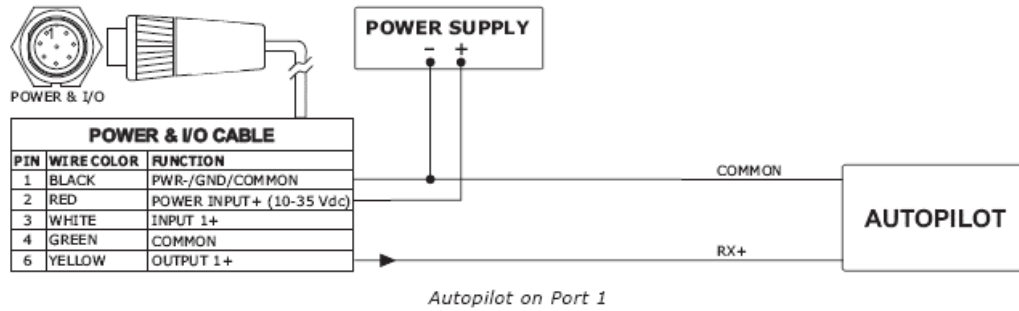 POWER SUPPLY
- +
1
POWER & I/O
POWER & I/O CABLE
PIN WIRE COLOR FUNCTION
1 BLACK PWR-/GND/COMMON
2 RED POWER INPUT+ (10-35 Vdc)
3 WHITE INPUT 1+
4 GREEN COMMON
6 YELLOW OUTPUT 1+
COMMON
AUTOPILOT
RX+
Autopilot on Port 1